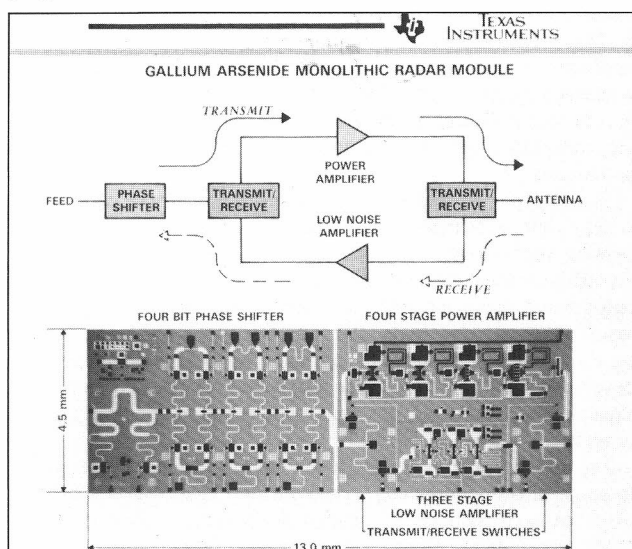 TEXAS
INSTRUMENTS
GALLIUM ARSENIDE MONOLITHIC RADAR MODULE
TRANSMIT
POWER
AMPLIFIER
FEED
PHASE
SHIFTER
TRANSMIT/
RECEIVE
TRANSMIT/
RECEIVE
ANTENNA
LOW NOISE
AMPLIFIER
RECEIVE
FOUR BIT PHASE SHIFTER
FOUR STAGE POWER AMPLIFIER
4.5 mm
THREE STAGE
LOW NOISE AMPLIFIER
TRANSMIT/RECEIVE SWITCHES
13.0 mm